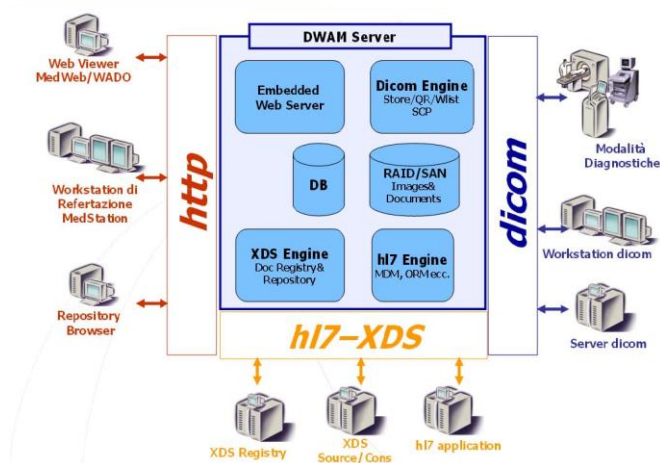 DWAM Server
Web Viewer
MedWeb/WADO
Workstation di
Refertazione
MedStation
Repository
Browser
http
Embedded
Web Server
Dicom Engine
Store/QR/Wlist
SCP
DB
RAID/SAN
Images&
Documents
XDS Engine
Doc Registry&
Repository
hl7 Engine
MDM, ORM ecc.
dicom
Modalità
Diagnostiche
Workstation dicom
Server dicom
hl7–XDS
XDS Registry
XDS
Source/Cons
hl7 application